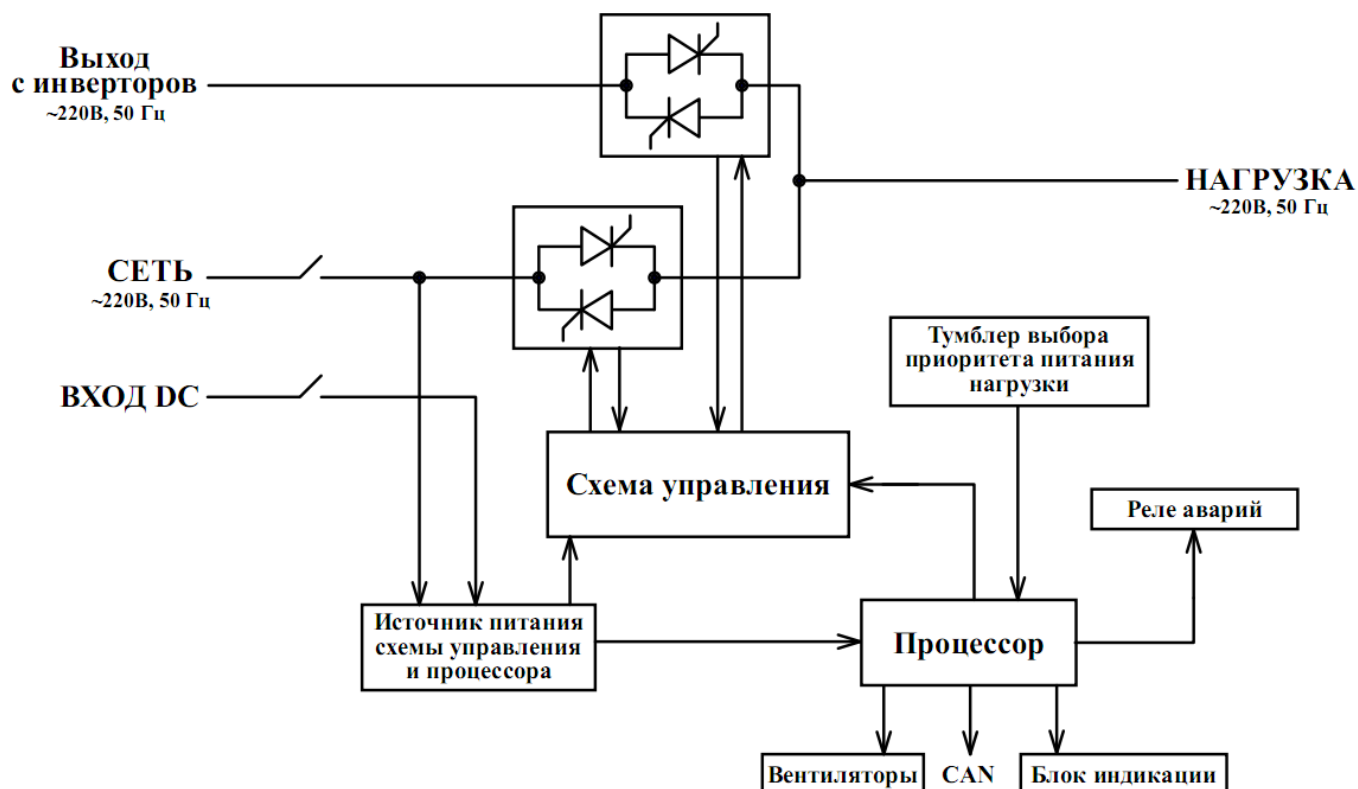 Выход
с инверторов
~220В, 50 Гц
НАГРУЗКА
~220В, 50 Гц
СЕТЬ
~220В, 50 Гц
Тумблер выбора
приоритета питания
нагрузки
ВХОД DC
Схема управления
Реле аварий
Источник питания
схемы управления
и процессора
Процессор
Вентиляторы
CAN
Блок индикации